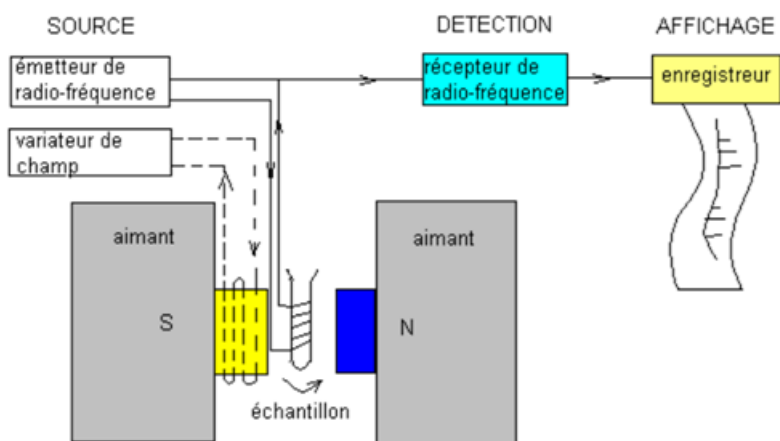 SOURCE
DETECTION
AFFICHAGE
émetteur de
radio-fréquence
récepteur de
radio-fréquence
enregistreur
variateur de
champ
aimant
aimant
S
N
échantillon